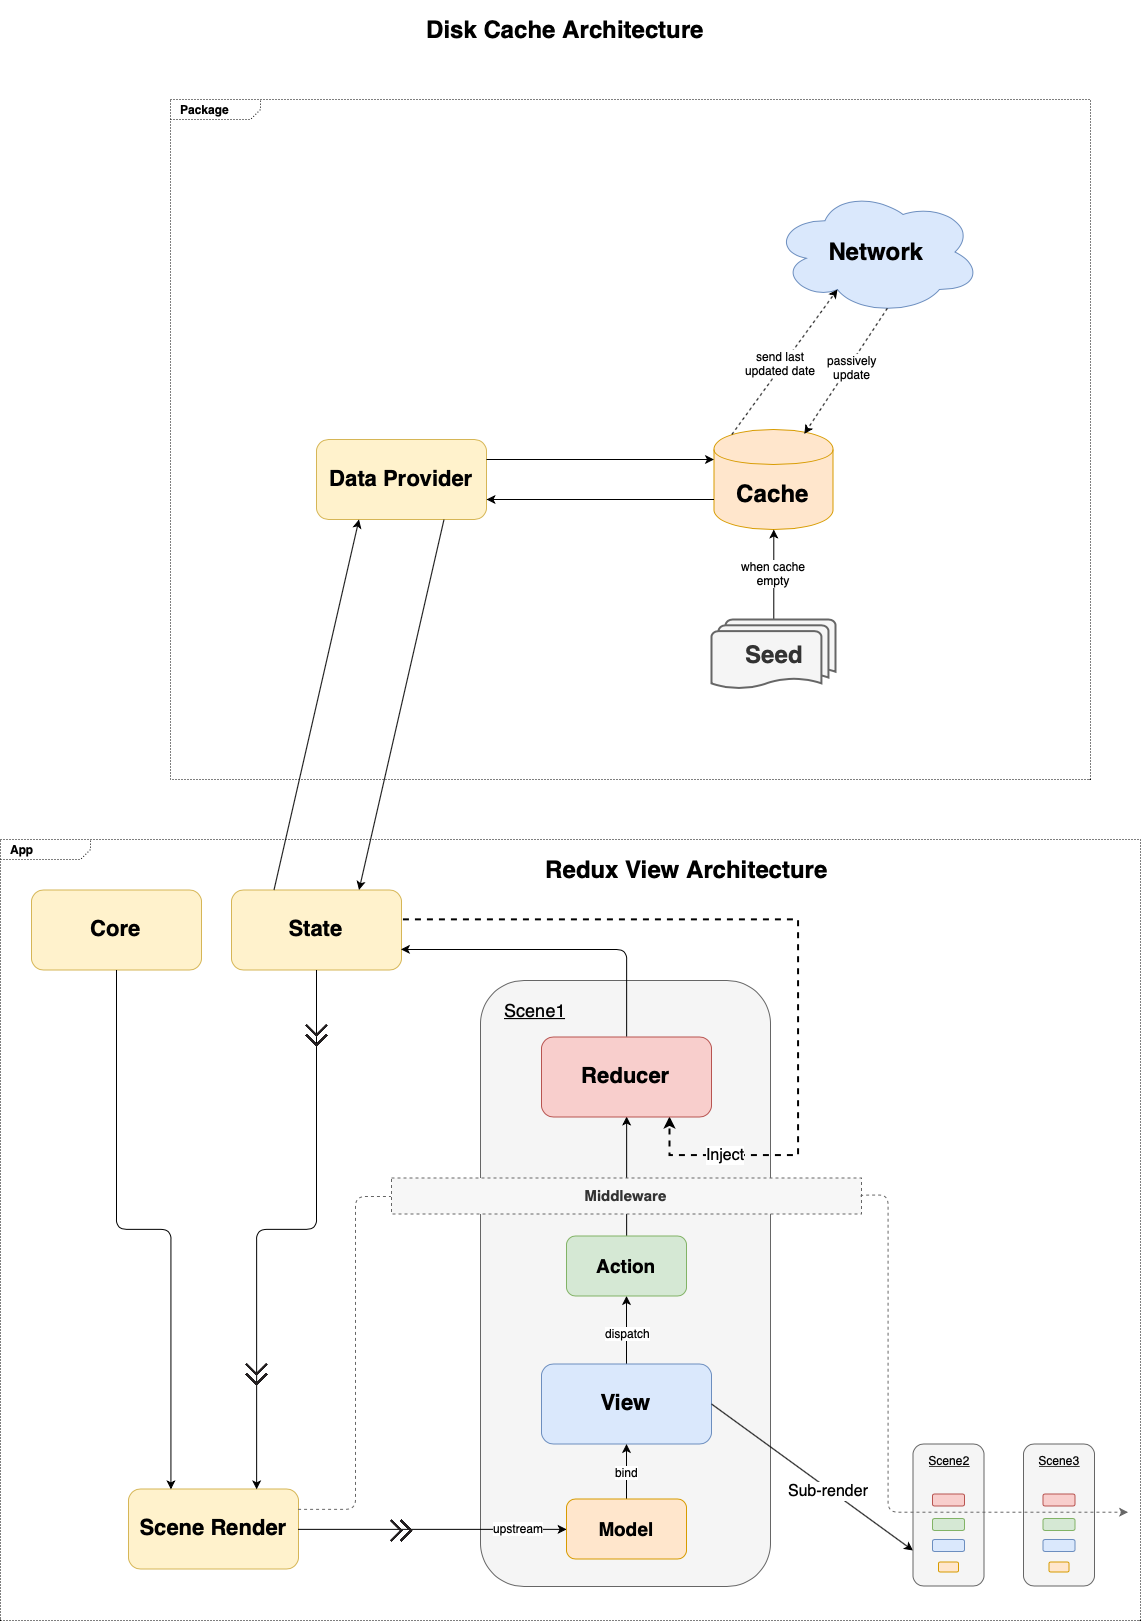 Disk Cache Architecture
Package
Network
send last
updated date
passively
update
Data Provider
Cache
when cache
empty
Seed
App
Redux View Architecture
Core
State
Scene1
Reducer
Inject
Middleware
Action
dispatch
View
bind
Sub-render
Scene2
Scene3
Scene Render
upstream
Model